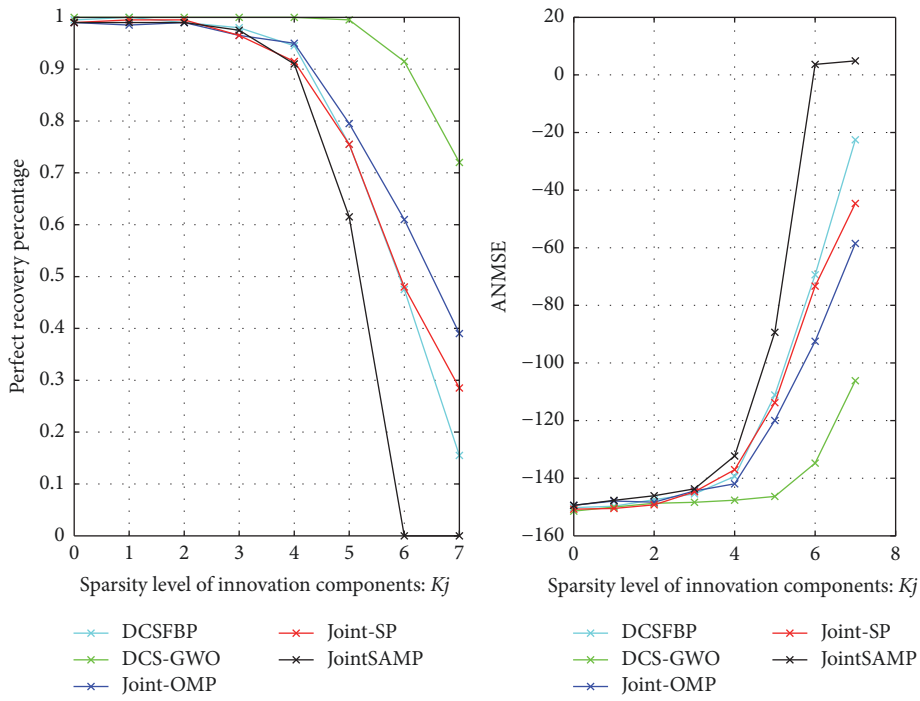 1
0.9
0.8
0.7
0.6
0.5
0.4
0.3
0.2
0.1
0
Perfect recovery percentage
0 1 2 3 4 5 6 7
Sparsity level of innovation components: Kj
DCSFBP
DCS-GWO
Joint-OMP
Joint-SP
JointSAMP
20
0
−20
−40
−60
−80
−100
−120
−140
−160
ANMSE
0 2 4 6 8
Sparsity level of innovation components: Kj
DCSFBP
DCS-GWO
Joint-OMP
Joint-SP
JointSAMP